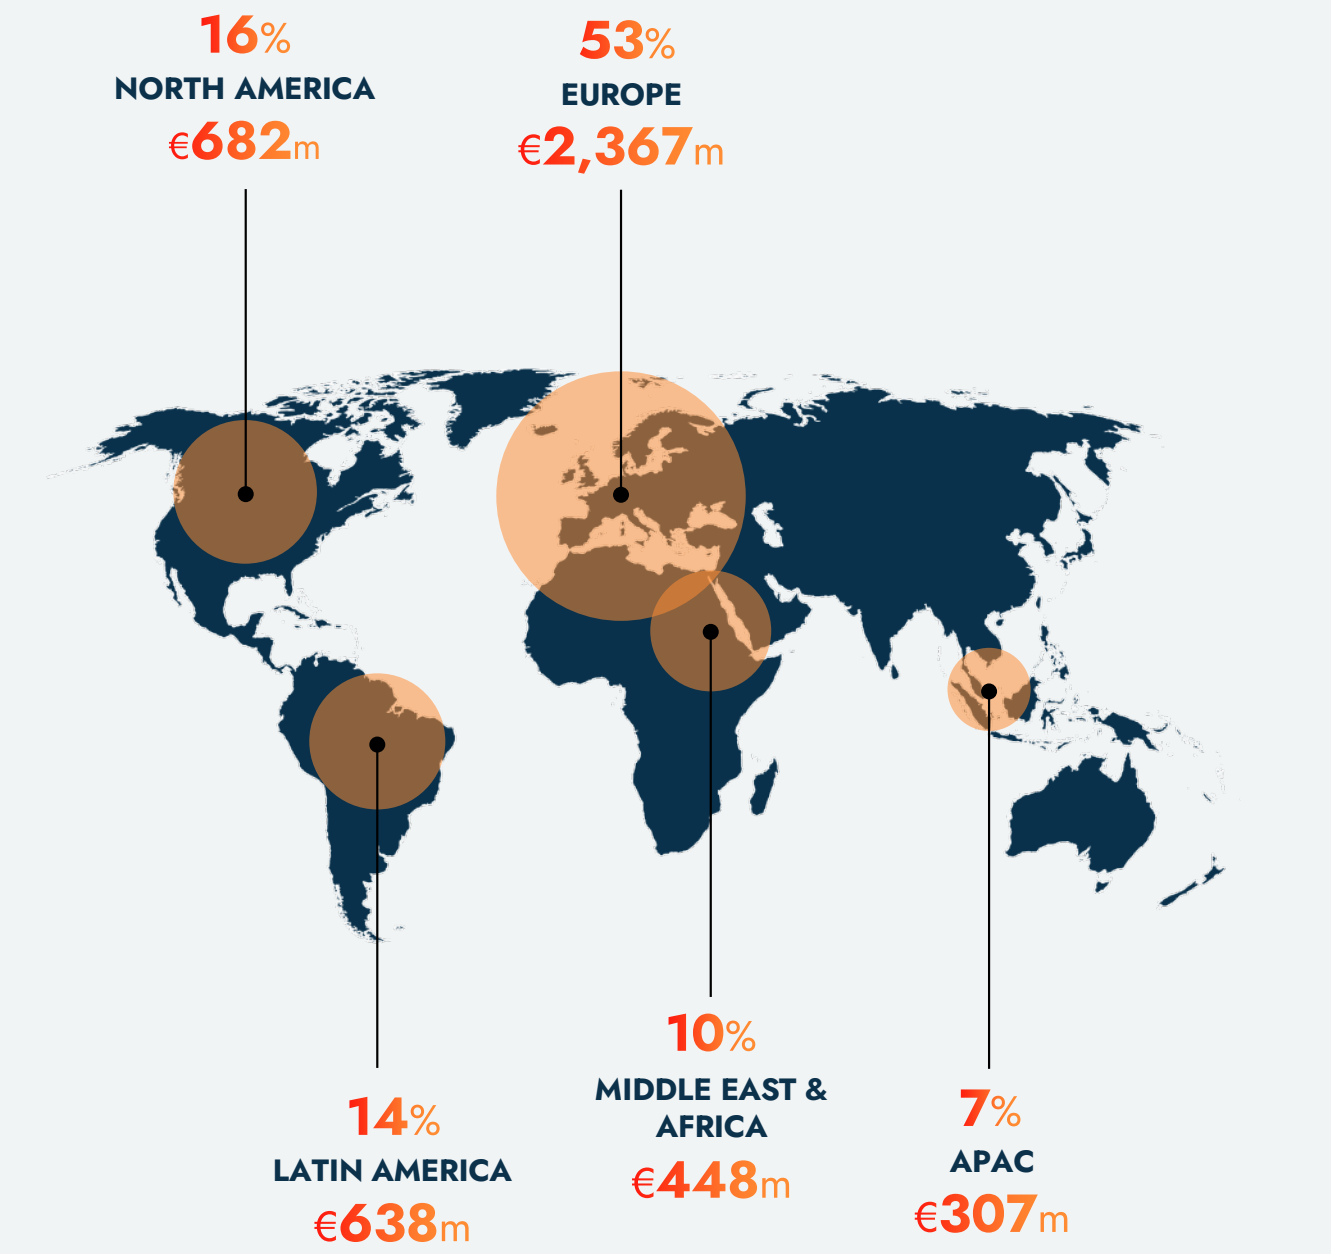 16%
NORTH AMERICA
€682m
53%
EUROPE
€2,367m
14%
LATIN AMERICA
€638m
10%
MIDDLE EAST &
AFRICA
€448m
7%
APAC
€307m